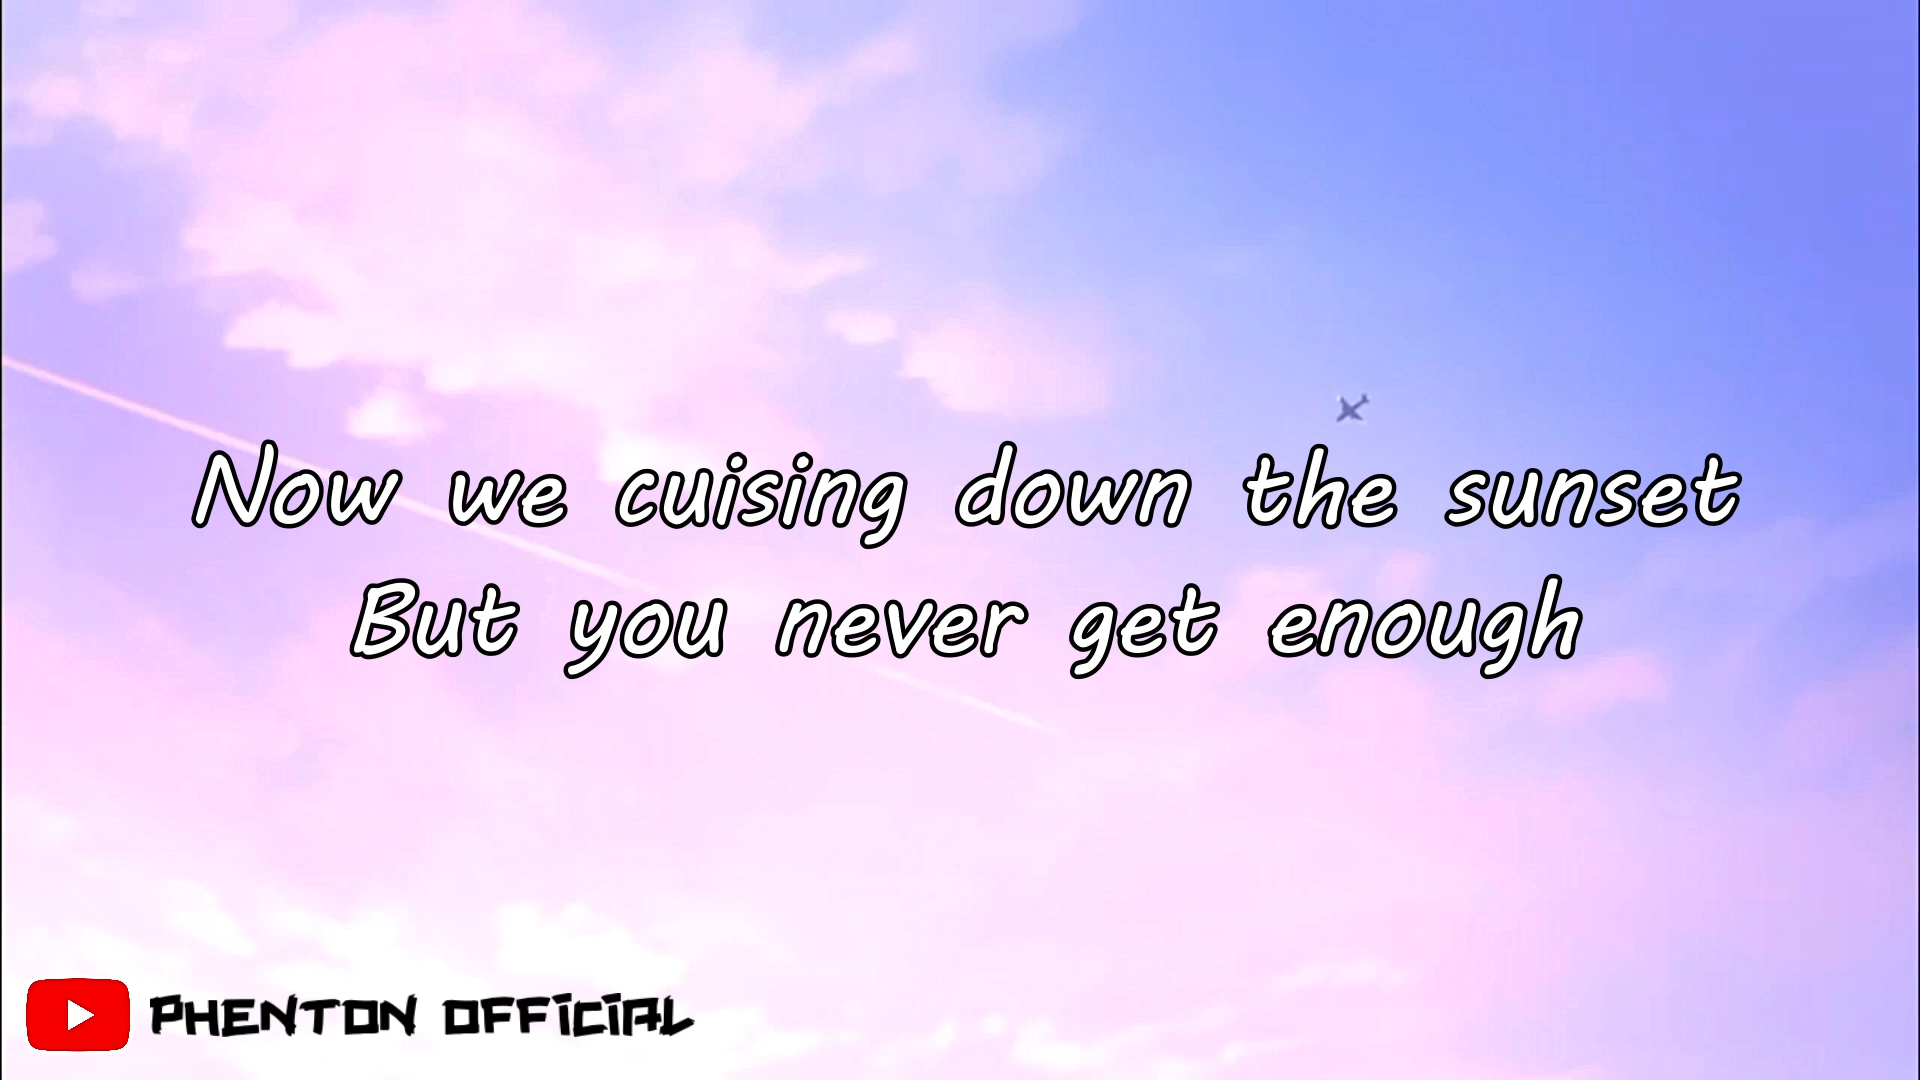 Now we cuising down the sunset
But you never get enough
PHENTON OFFICIAL